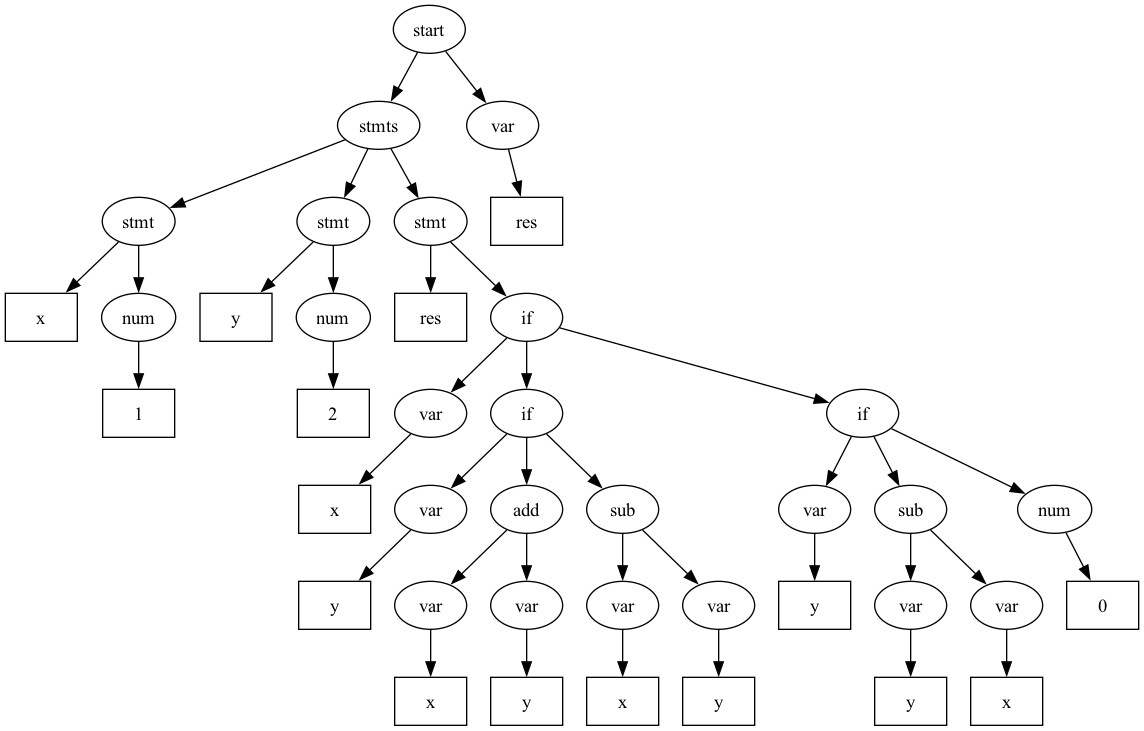 start
stmts var
stmt stmt stmt res
x num y num res if
1 2 var if if
x var add sub var sub num
y var var var var y var var 0
x y x y y x